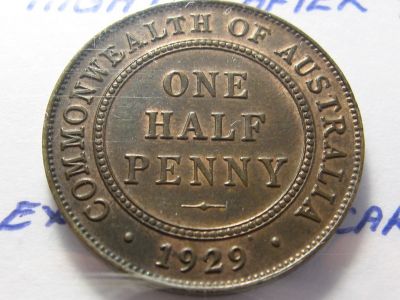 COMMONWEALTH OF AUSTRALIA
ONE
HALF
PENNY
· 1929 ·